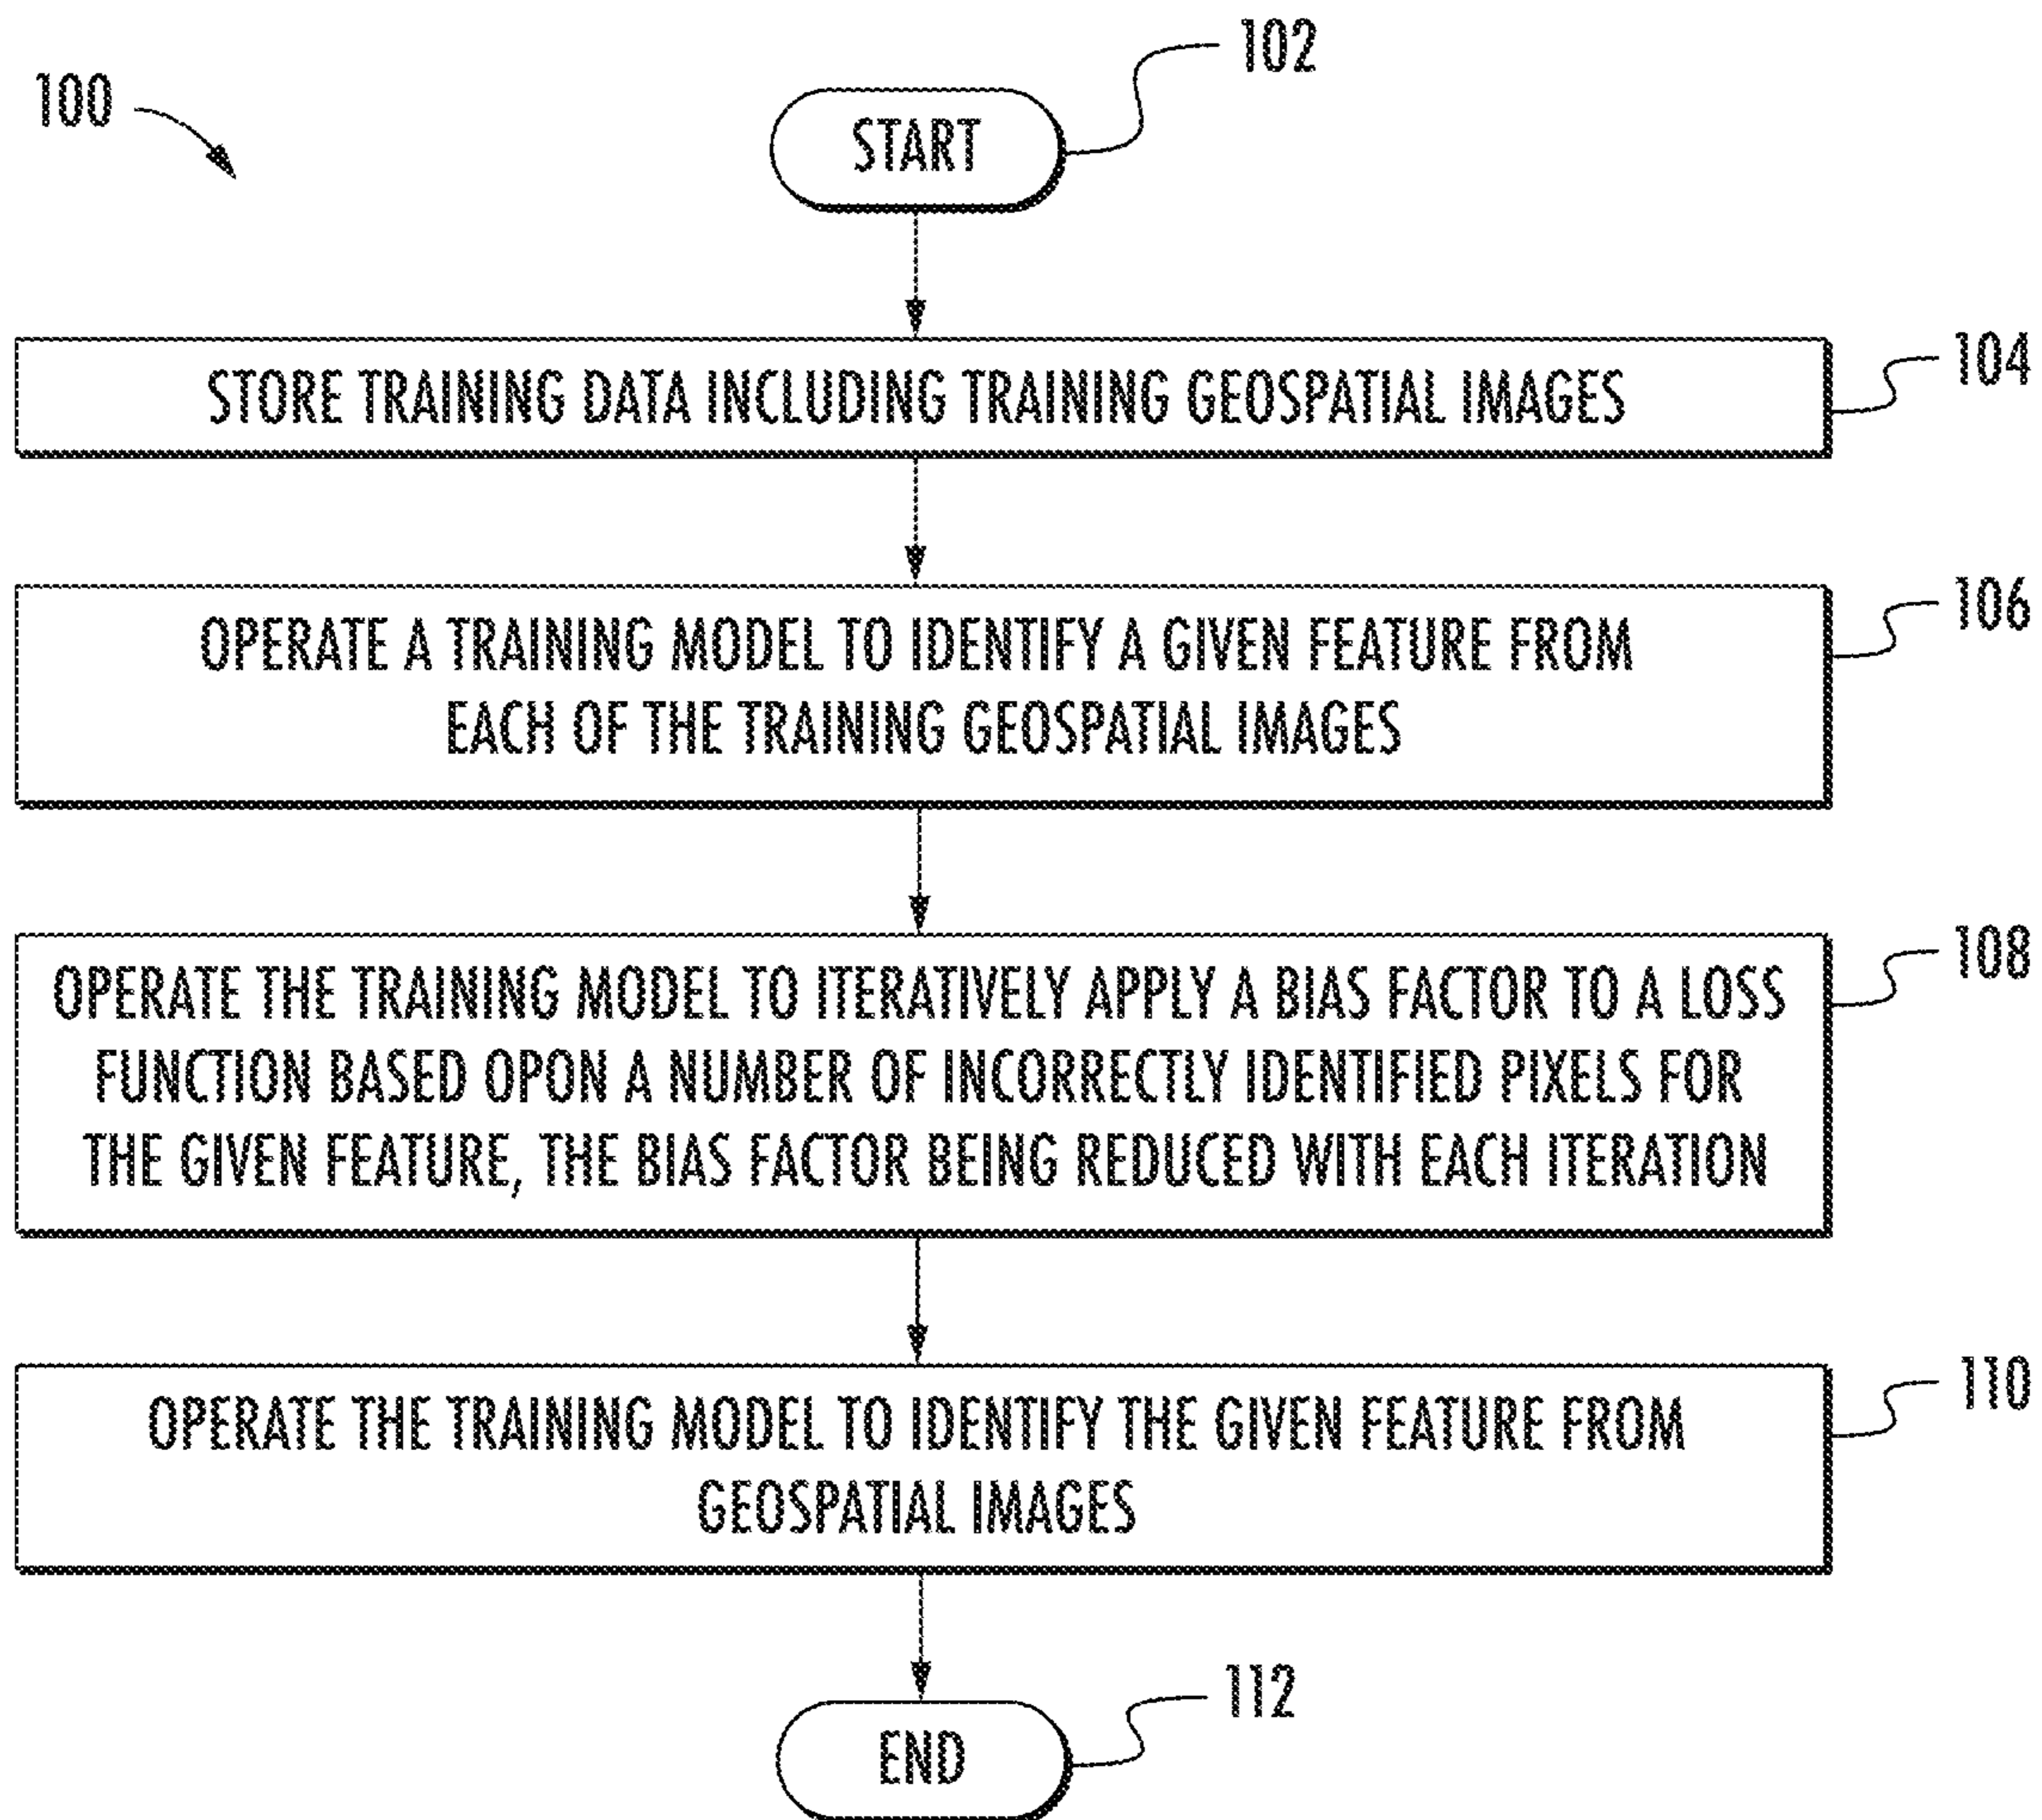 102
100
START
STORE TRAINING DATA INCLUDING TRAINING GEOSPATIAL IMAGES
104
OPERATE A TRAINING MODEL TO IDENTIFY A GIVEN FEATURE FROM
EACH OF THE TRAINING GEOSPATIAL IMAGES
106
OPERATE THE TRAINING MODEL TO ITERATIVELY APPLY A BIAS FACTOR TO A LOSS
FUNCTION BASED OPON A NUMBER OF INCORRECTLY IDENTIFIED PIXELS FOR
THE GIVEN FEATURE, THE BIAS FACTOR BEING REDUCED WITH EACH ITERATION
108
OPERATE THE TRAINING MODEL TO IDENTIFY THE GIVEN FEATURE FROM
GEOSPATIAL IMAGES
110
END
112